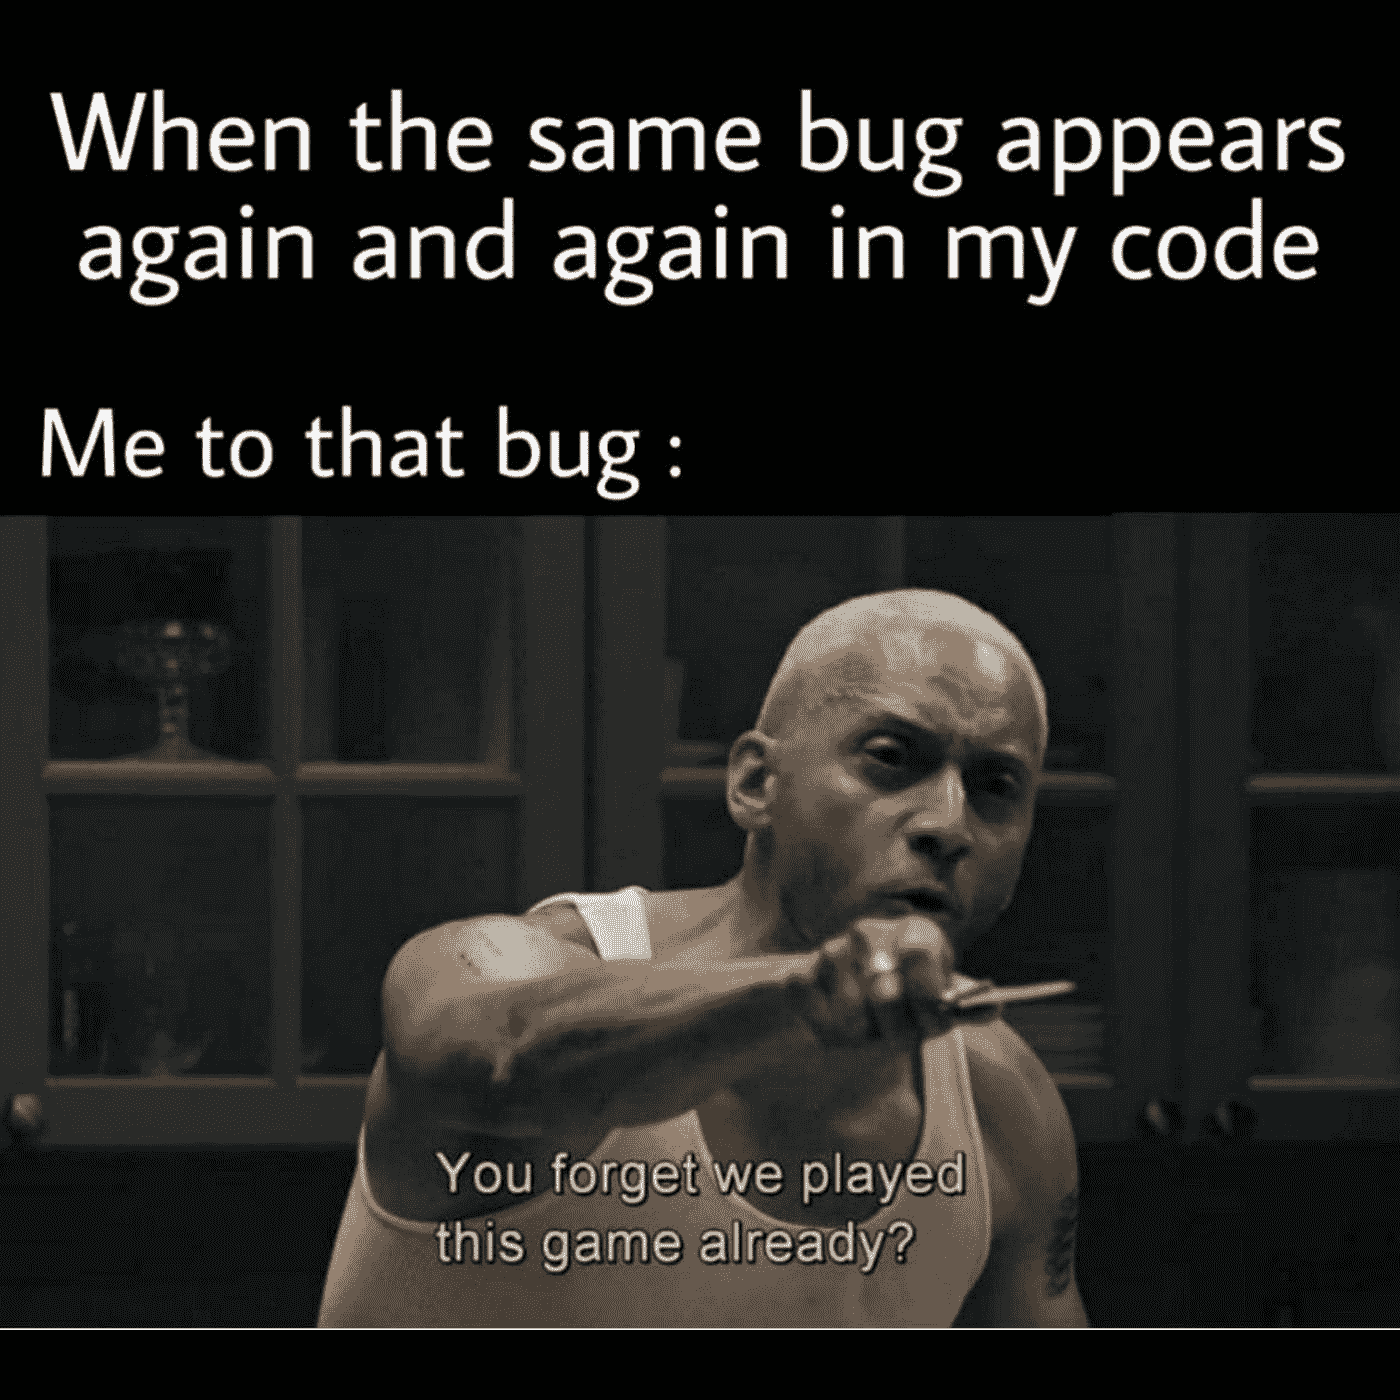 When the same bug appears
again and again in my code
Me to that bug :
You forget we played
this game already?